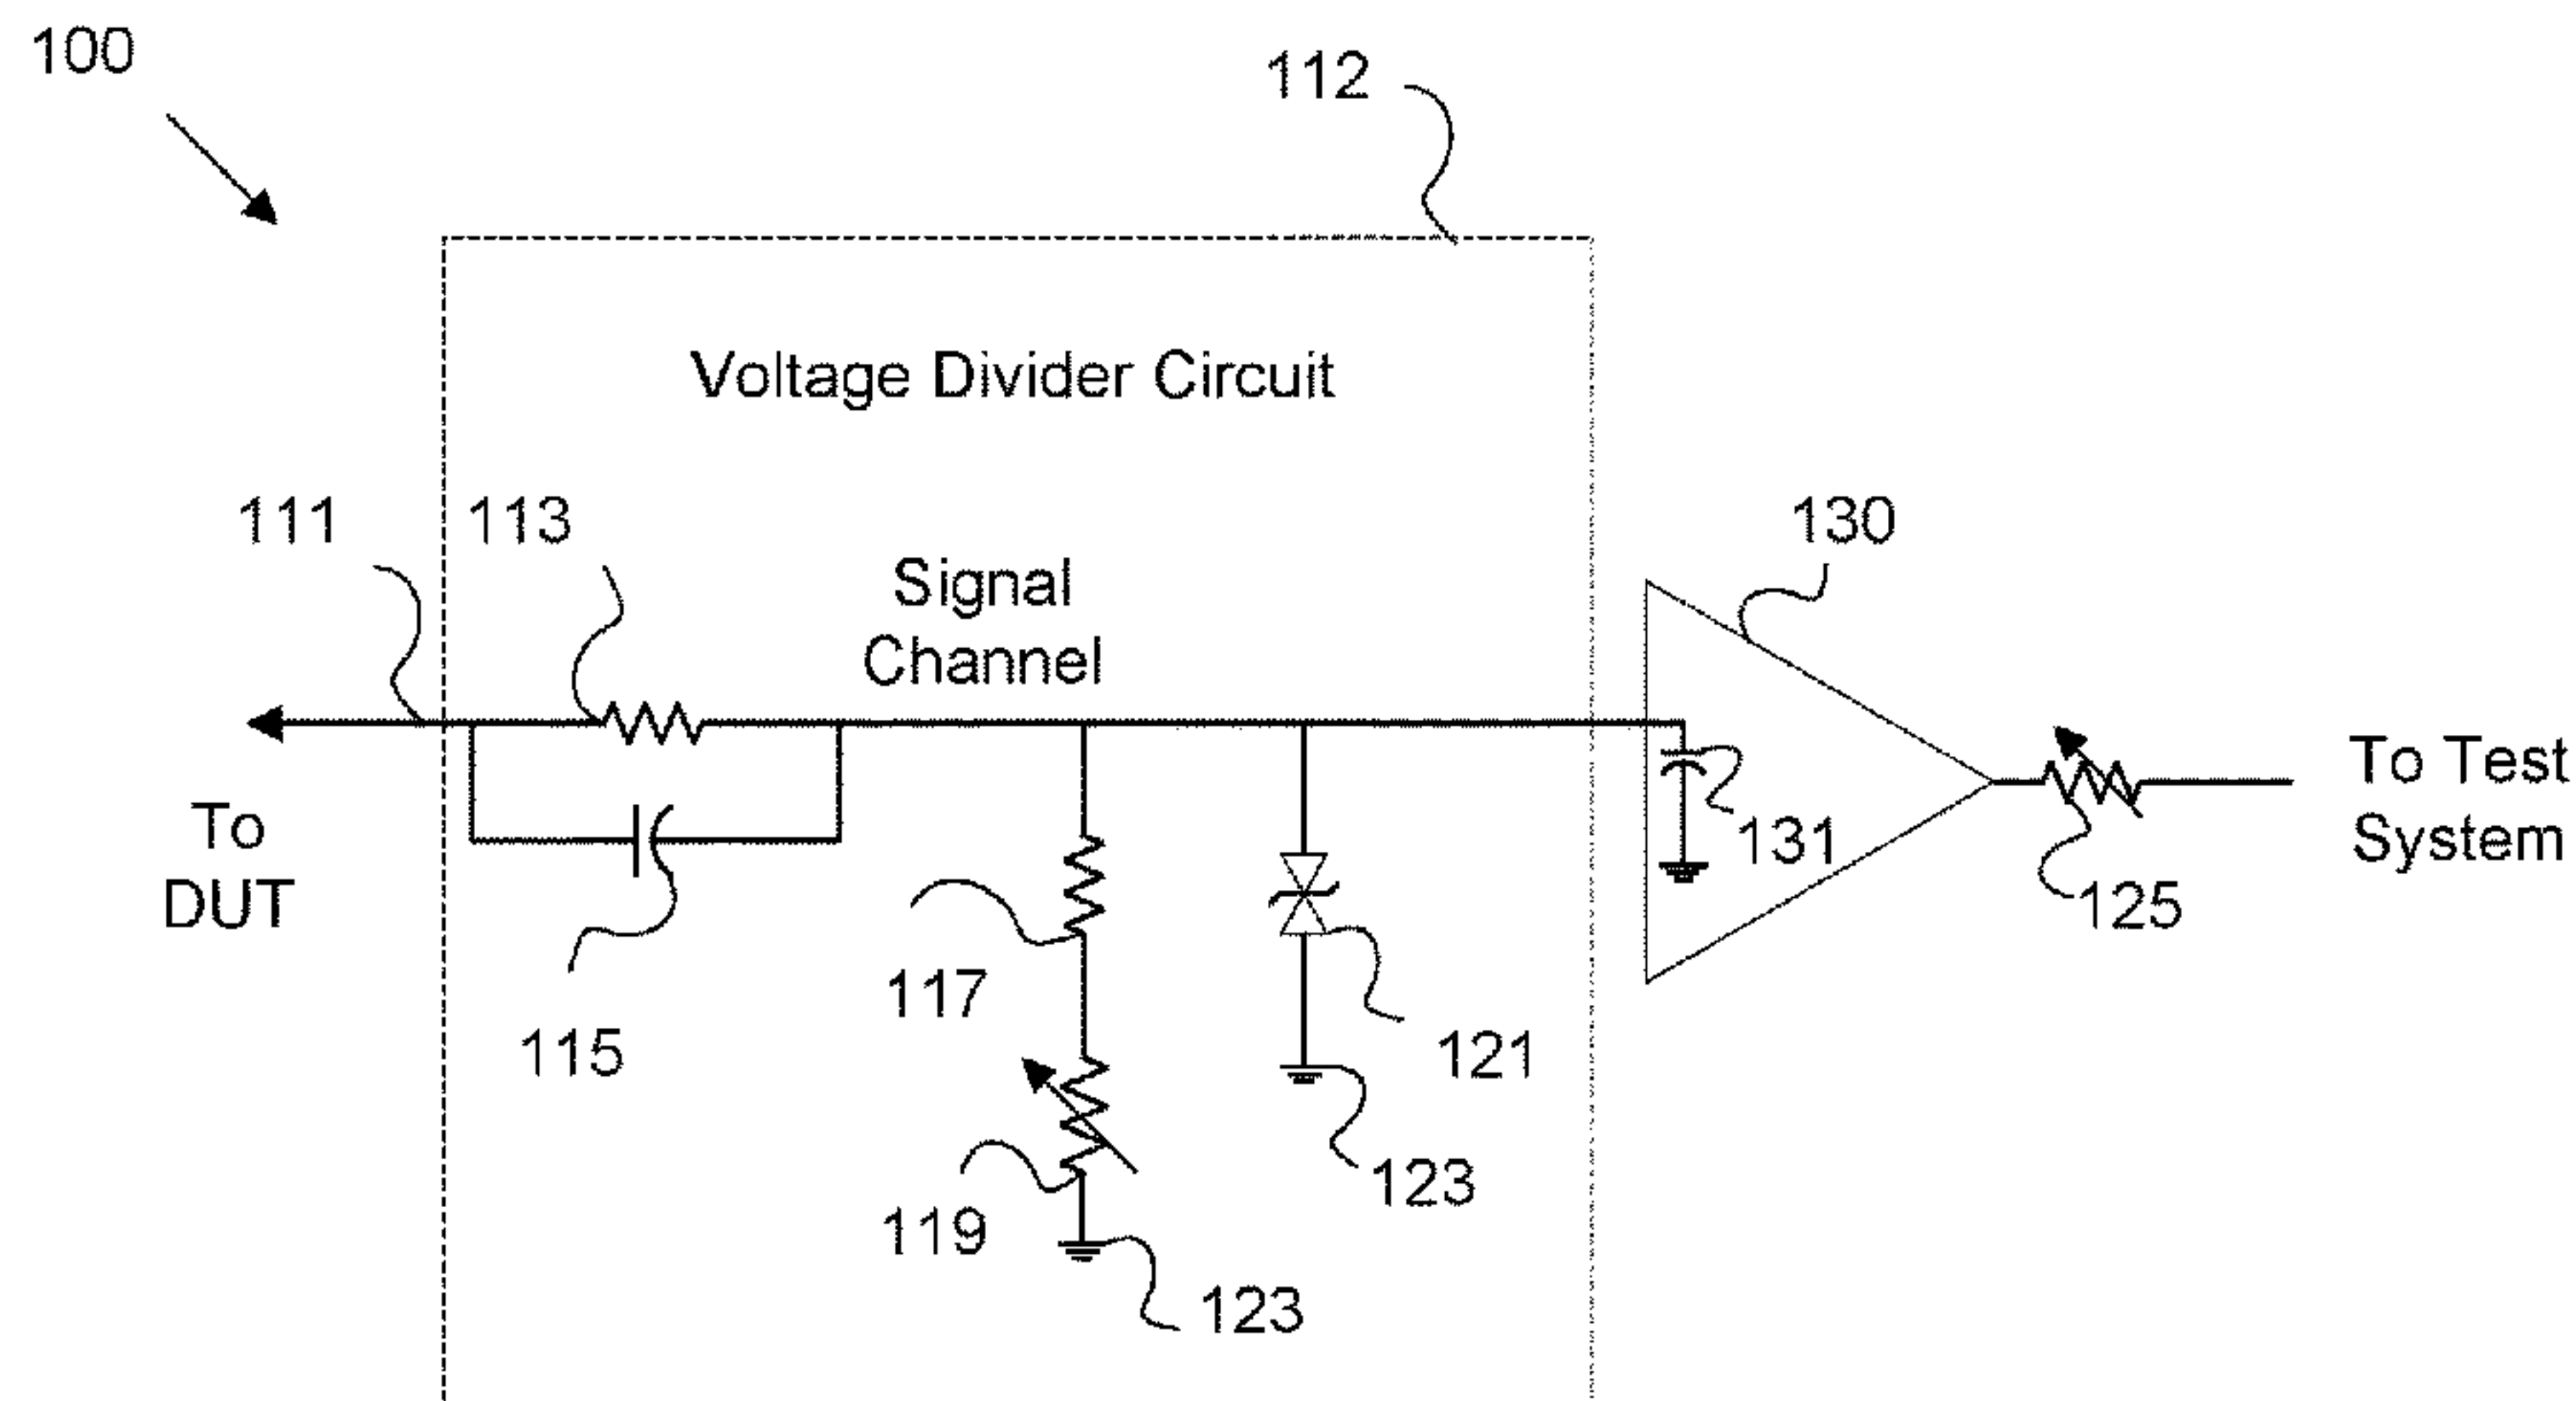 100
112
Voltage Divider Circuit
111
113
130
Signal
Channel
To
DUT
131
125
To Test
System
117
115
121
119
123
123